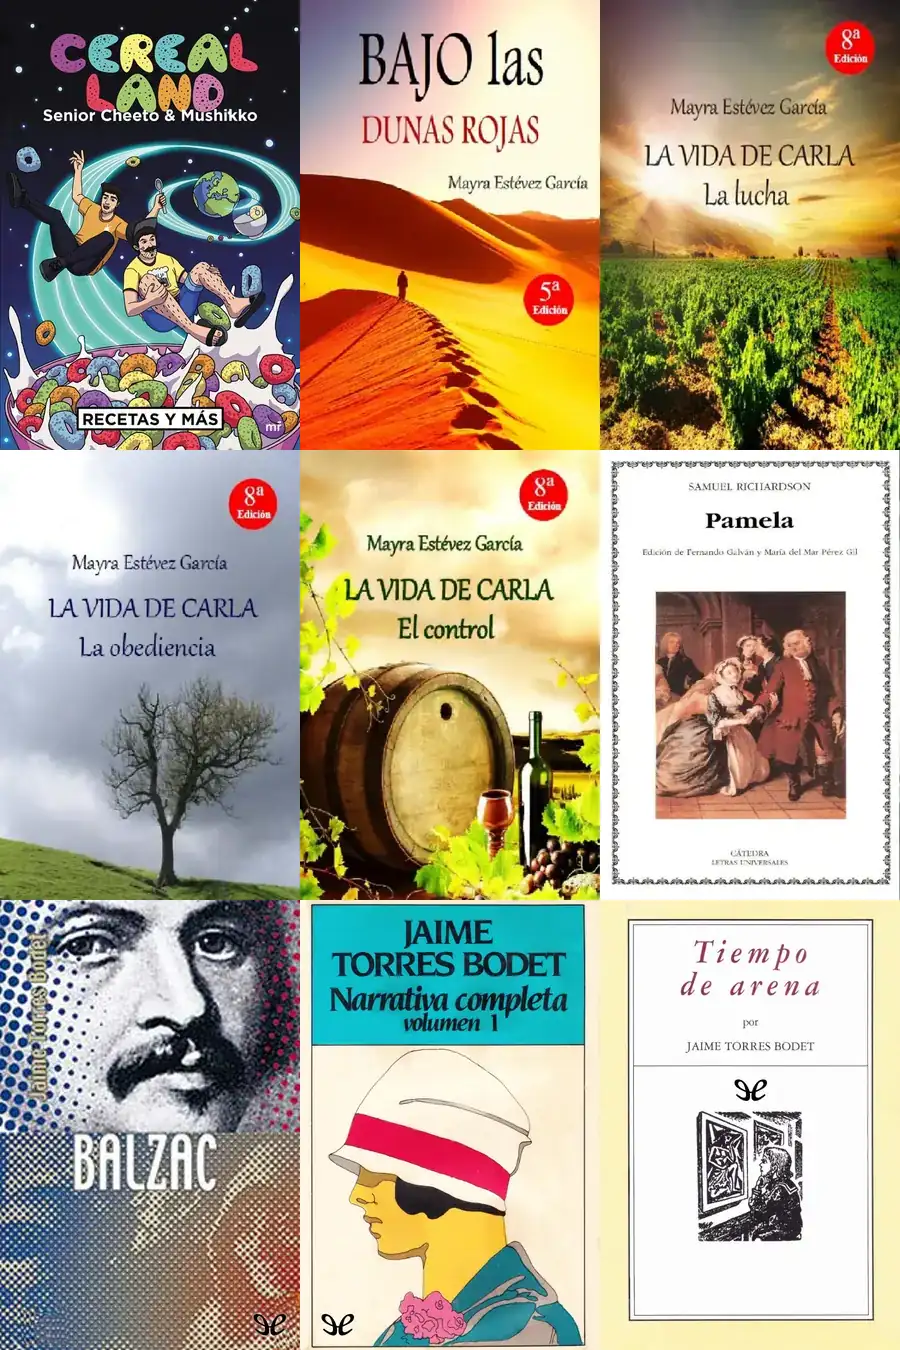 CEREAL
LAND
Senior Cheeto & Mushikko
RECETAS Y MÁS
mr
BAJO las
DUNAS ROJAS
Mayra Estévez García
5ª
Edición
8ª
Edición
Mayra Estévez García
LA VIDA DE CARLA
La lucha
8ª
Edición
Mayra Estévez García
LA VIDA DE CARLA
La obediencia
8ª
Edición
Mayra Estévez García
LA VIDA DE CARLA
El control
SAMUEL RICHARDSON
Pamela
Edición de Fernando Galván y María del Mar Pérez Gil
CÁTEDRA
LETRAS UNIVERSALES
Jaime Torres Bodet
BALZAC
JAIME
TORRES BODET
Narrativa completa
volumen 1
Tiempo
de arena
por
JAIME TORRES BODET